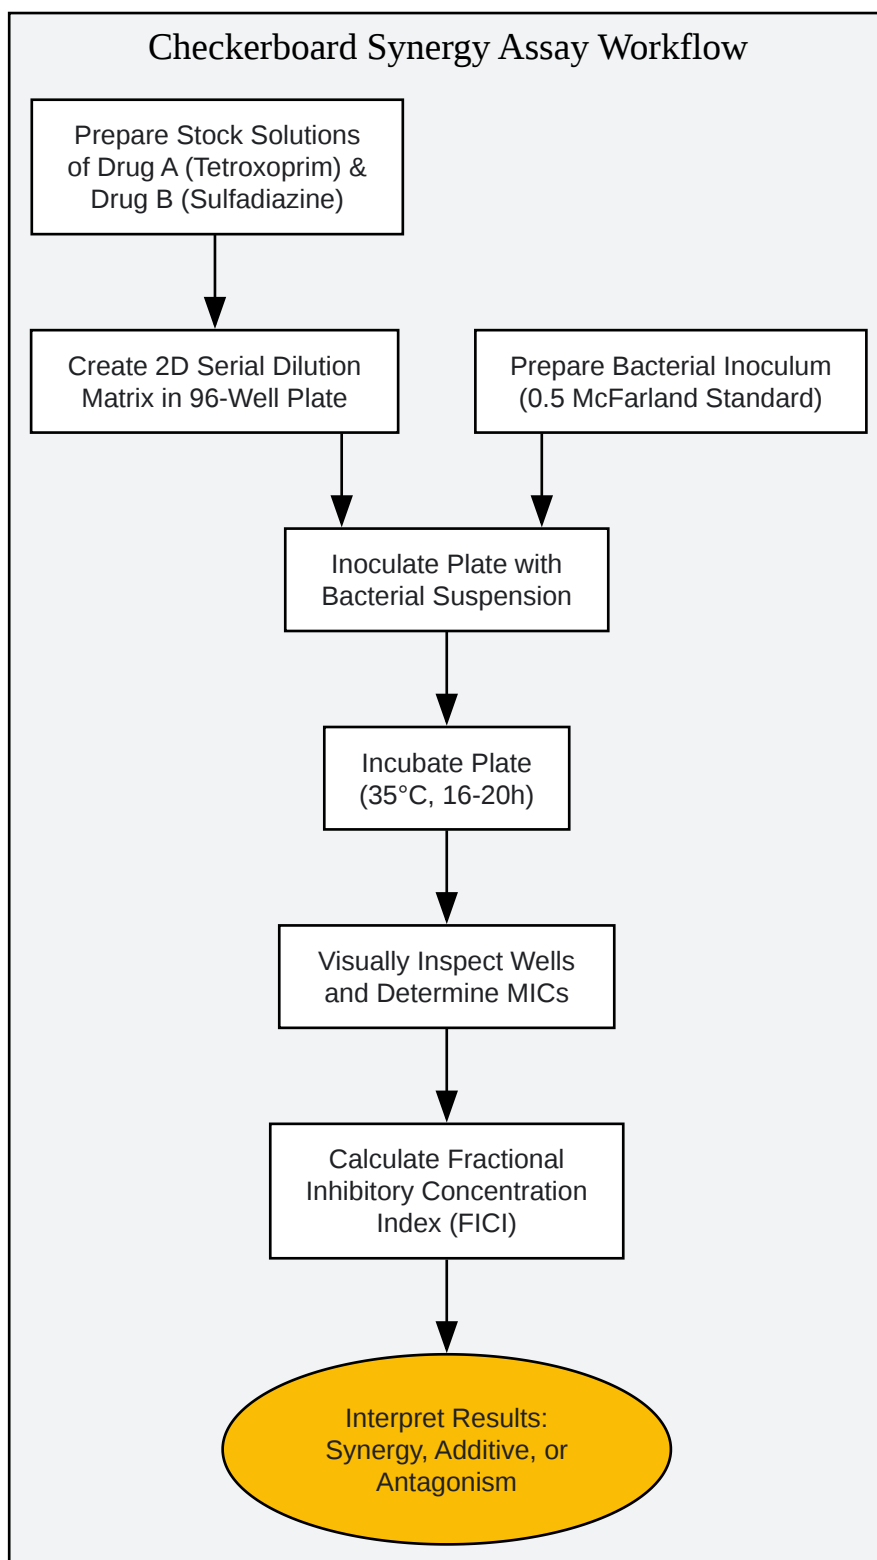 Checkerboard Synergy Assay Workflow
Prepare Stock Solutions
of Drug A (Tetroxoprim) &
Drug B (Sulfadiazine)
Create 2D Serial Dilution
Matrix in 96-Well Plate
Prepare Bacterial Inoculum
(0.5 McFarland Standard)
Inoculate Plate with
Bacterial Suspension
Incubate Plate
(35°C, 16-20h)
Visually Inspect Wells
and Determine MICs
Calculate Fractional
Inhibitory Concentration
Index (FICI)
Interpret Results:
Synergy, Additive, or
Antagonism